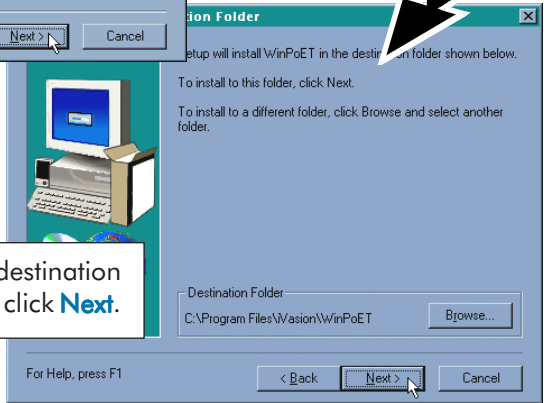 Next >
Cancel
tion Folder
etup will install WinPoET in the destination folder shown below.
To install to this folder, click Next.
To install to a different folder, click Browse and select another
folder.
destination
click Next.
Destination Folder
C:\Program Files\iVasion\WinPoET
Browse...
For Help, press F1
< Back
Next >
Cancel